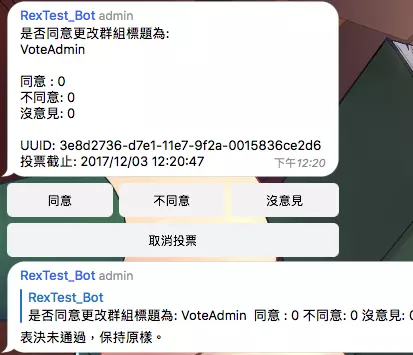 RexTest_Bot admin
是否同意更改群組標題為:
VoteAdmin
同意 : 0
不同意: 0
沒意見: 0
UUID: 3e8d2736-d7e1-11e7-9f2a-0015836ce2d6
投票截止: 2017/12/03 12:20:47
下午12:20
同意 不同意 沒意見
取消投票
RexTest_Bot admin
RexTest_Bot
是否同意更改群組標題為: VoteAdmin 同意 : 0 不同意: 0 沒意見: 0
表決未通過，保持原樣。